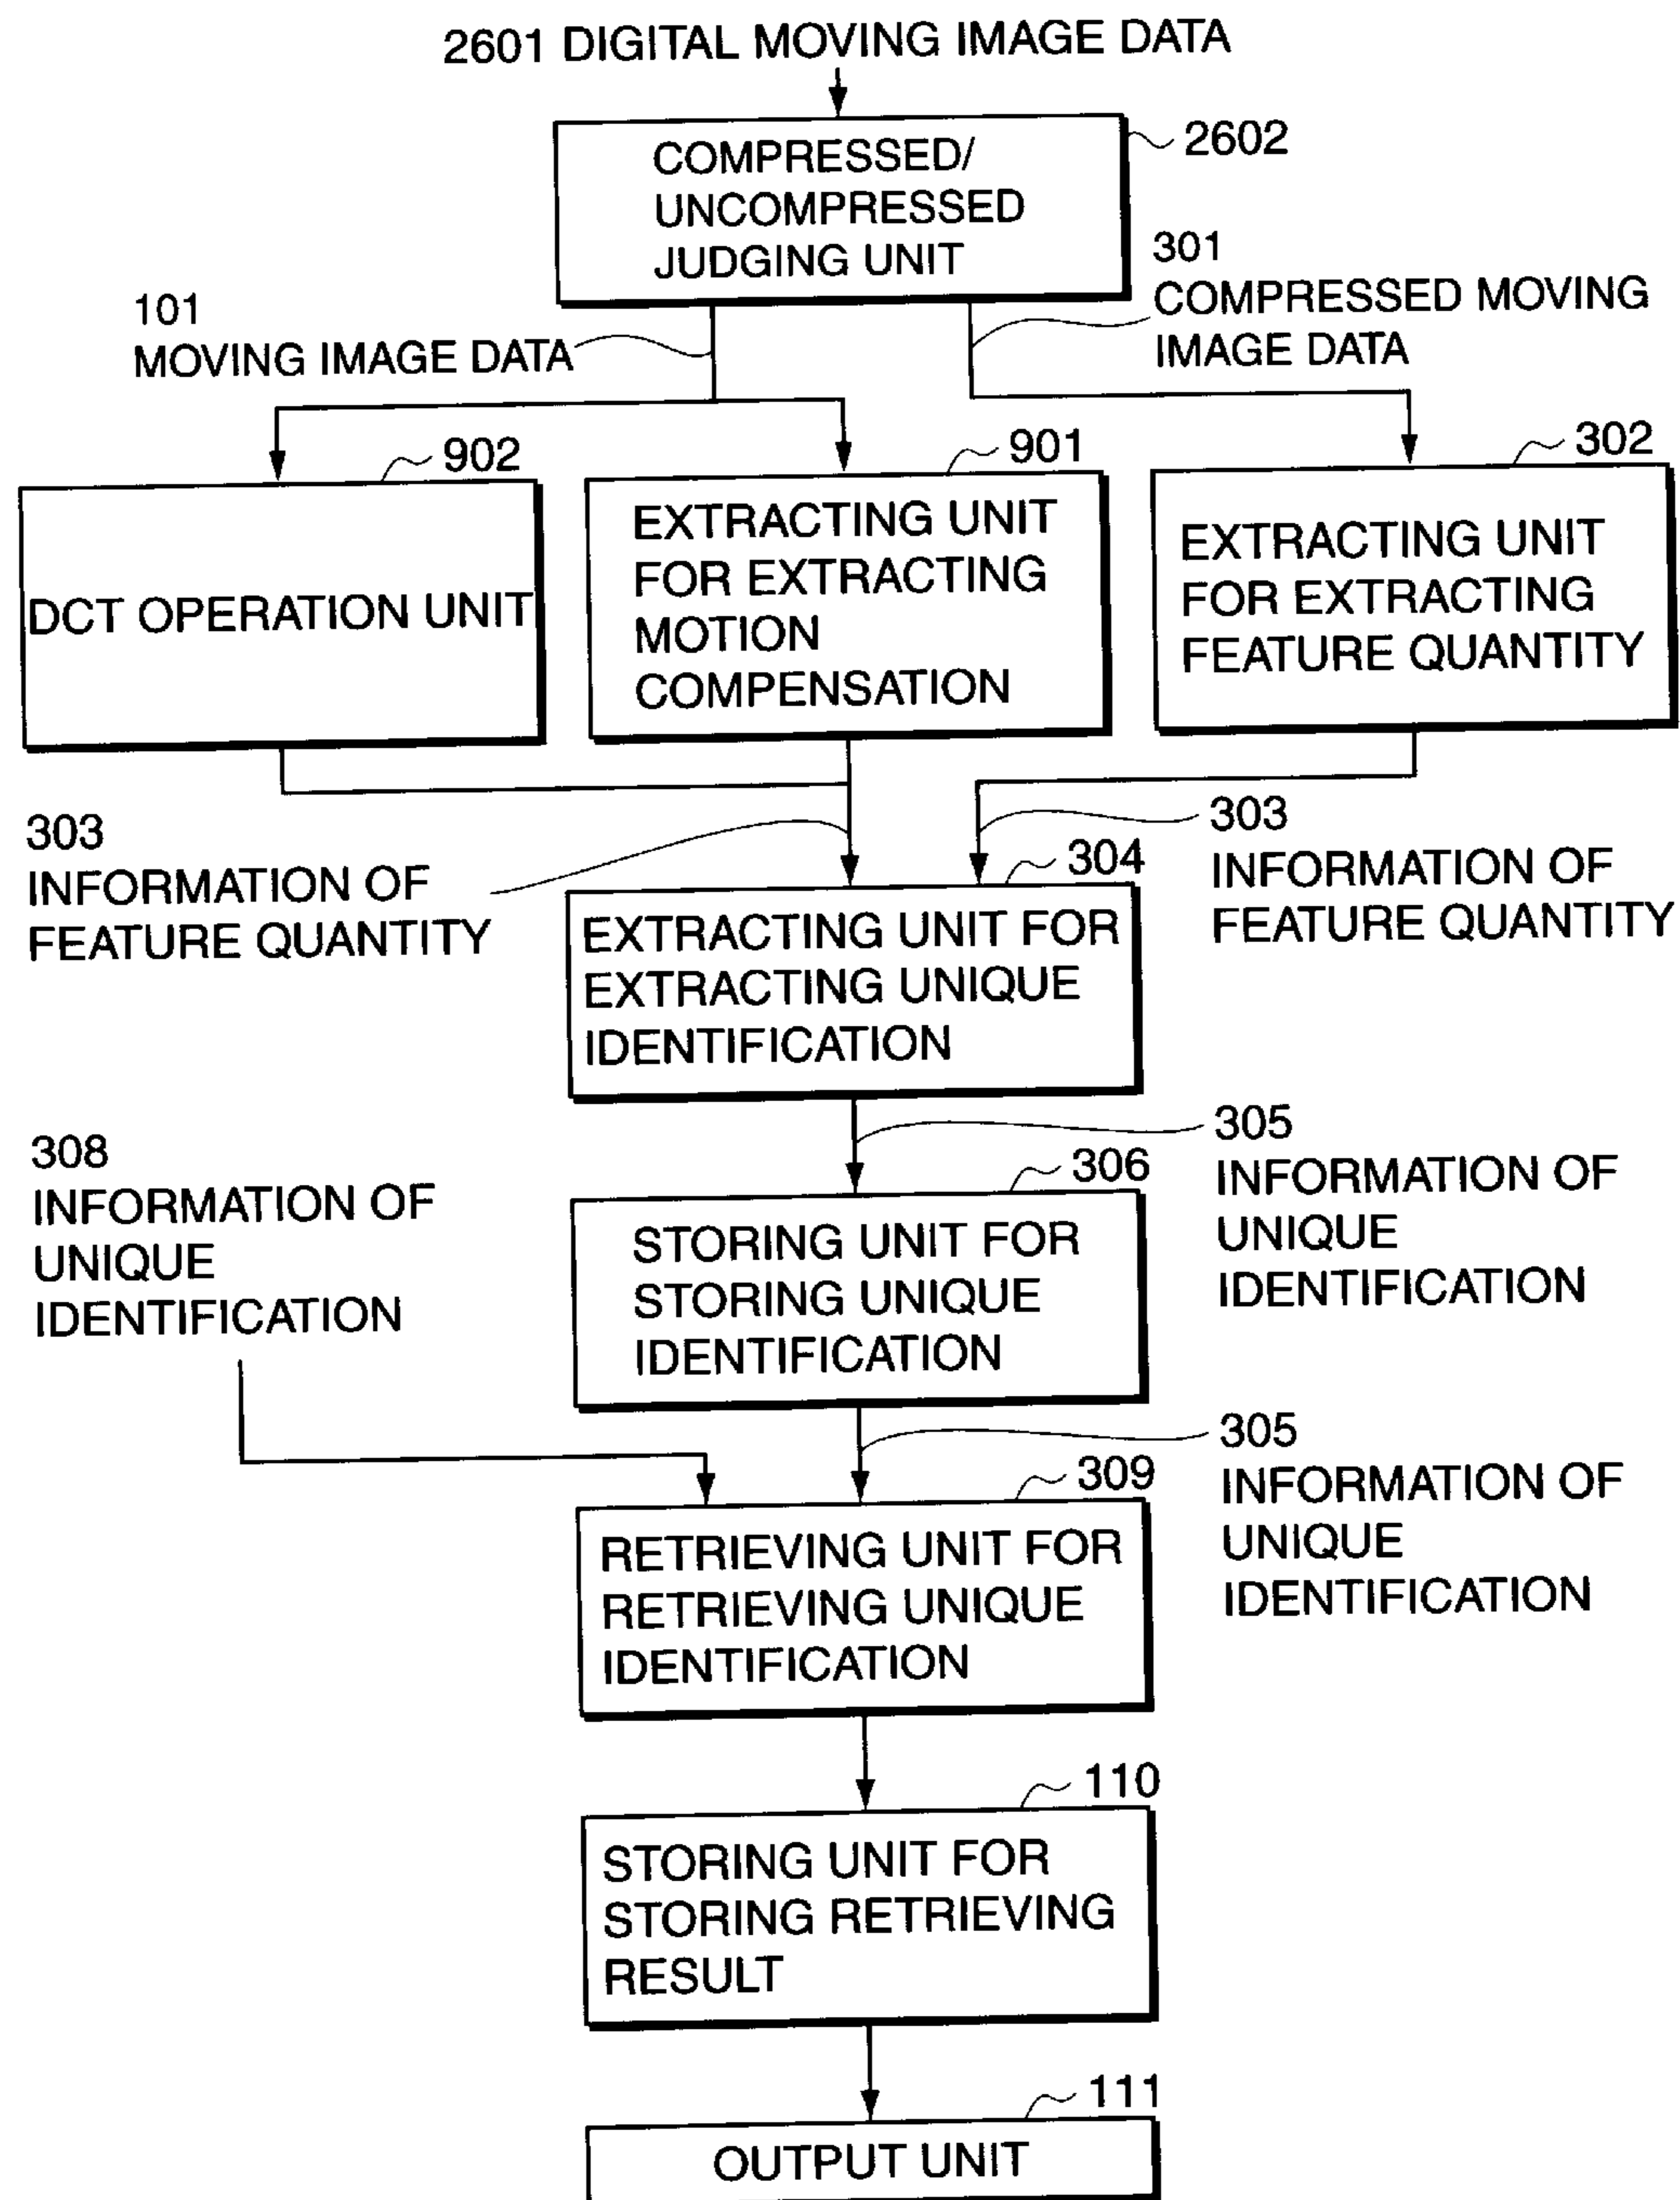 2601 DIGITAL MOVING IMAGE DATA
COMPRESSED/
UNCOMPRESSED
JUDGING UNIT
2602
101
MOVING IMAGE DATA
301
COMPRESSED MOVING
IMAGE DATA
902
DCT OPERATION UNIT
901
EXTRACTING UNIT
FOR EXTRACTING
MOTION
COMPENSATION
302
EXTRACTING UNIT
FOR EXTRACTING
FEATURE QUANTITY
303
INFORMATION OF
FEATURE QUANTITY
303
INFORMATION OF
FEATURE QUANTITY
304
EXTRACTING UNIT FOR
EXTRACTING UNIQUE
IDENTIFICATION
305
INFORMATION OF
UNIQUE
IDENTIFICATION
308
INFORMATION OF
UNIQUE
IDENTIFICATION
306
STORING UNIT FOR
STORING UNIQUE
IDENTIFICATION
305
INFORMATION OF
UNIQUE
IDENTIFICATION
309
RETRIEVING UNIT FOR
RETRIEVING UNIQUE
IDENTIFICATION
110
STORING UNIT FOR
STORING RETRIEVING
RESULT
111
OUTPUT UNIT